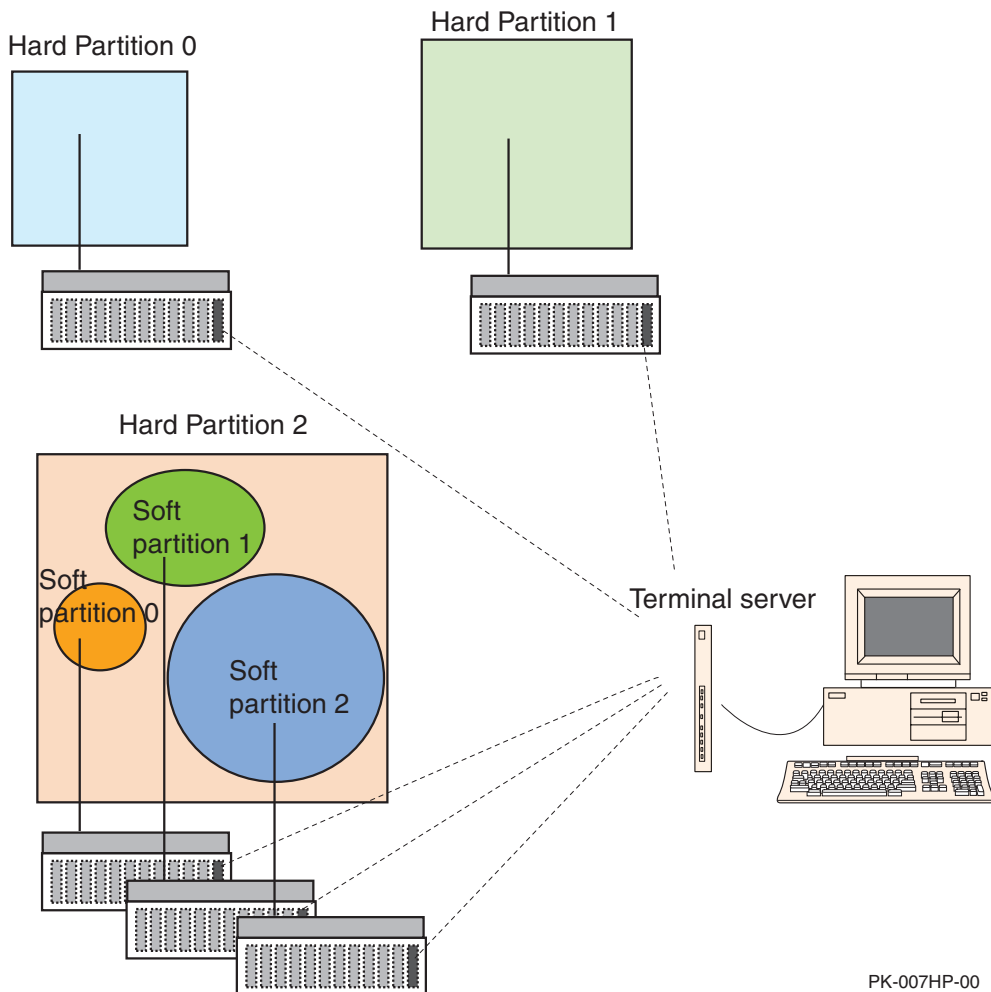 Hard Partition 0
Hard Partition 1
Hard Partition 2
Soft
partition 1
Soft
partition 0
Soft
partition 2
Terminal server
PK-007HP-00